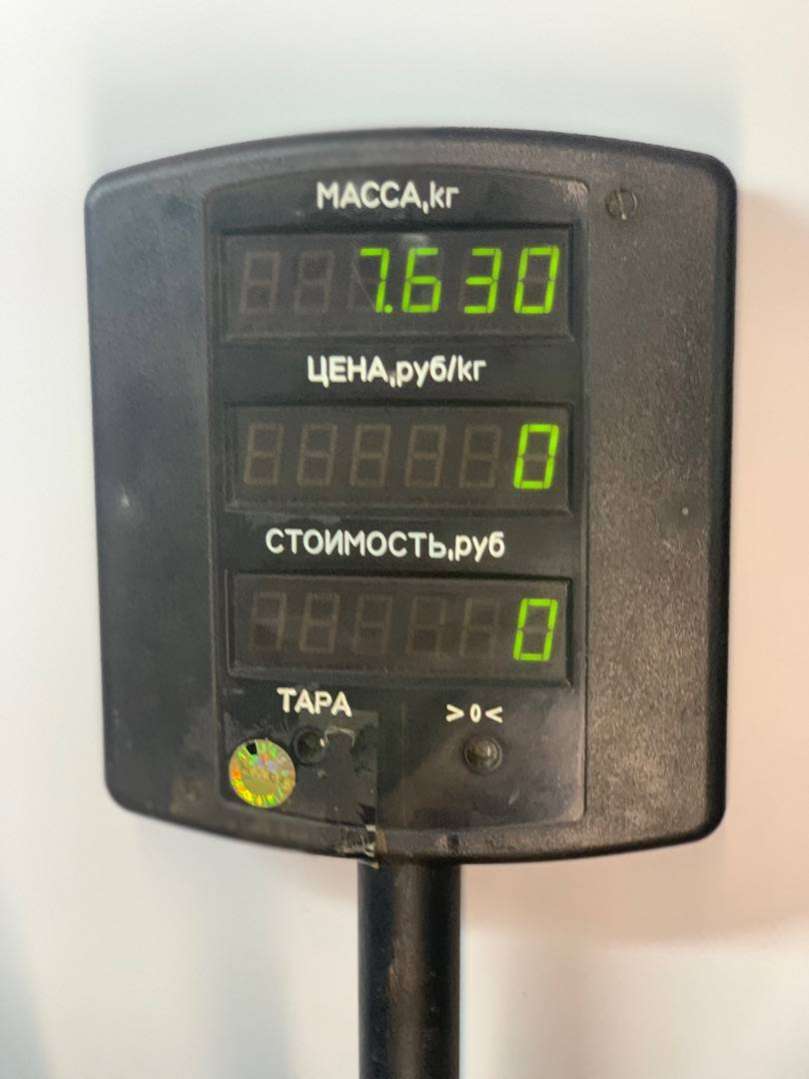 МАССА,кг
7.630
ЦЕНА,руб/кг
0
СТОИМОСТЬ,руб
0
ТАРА >0<